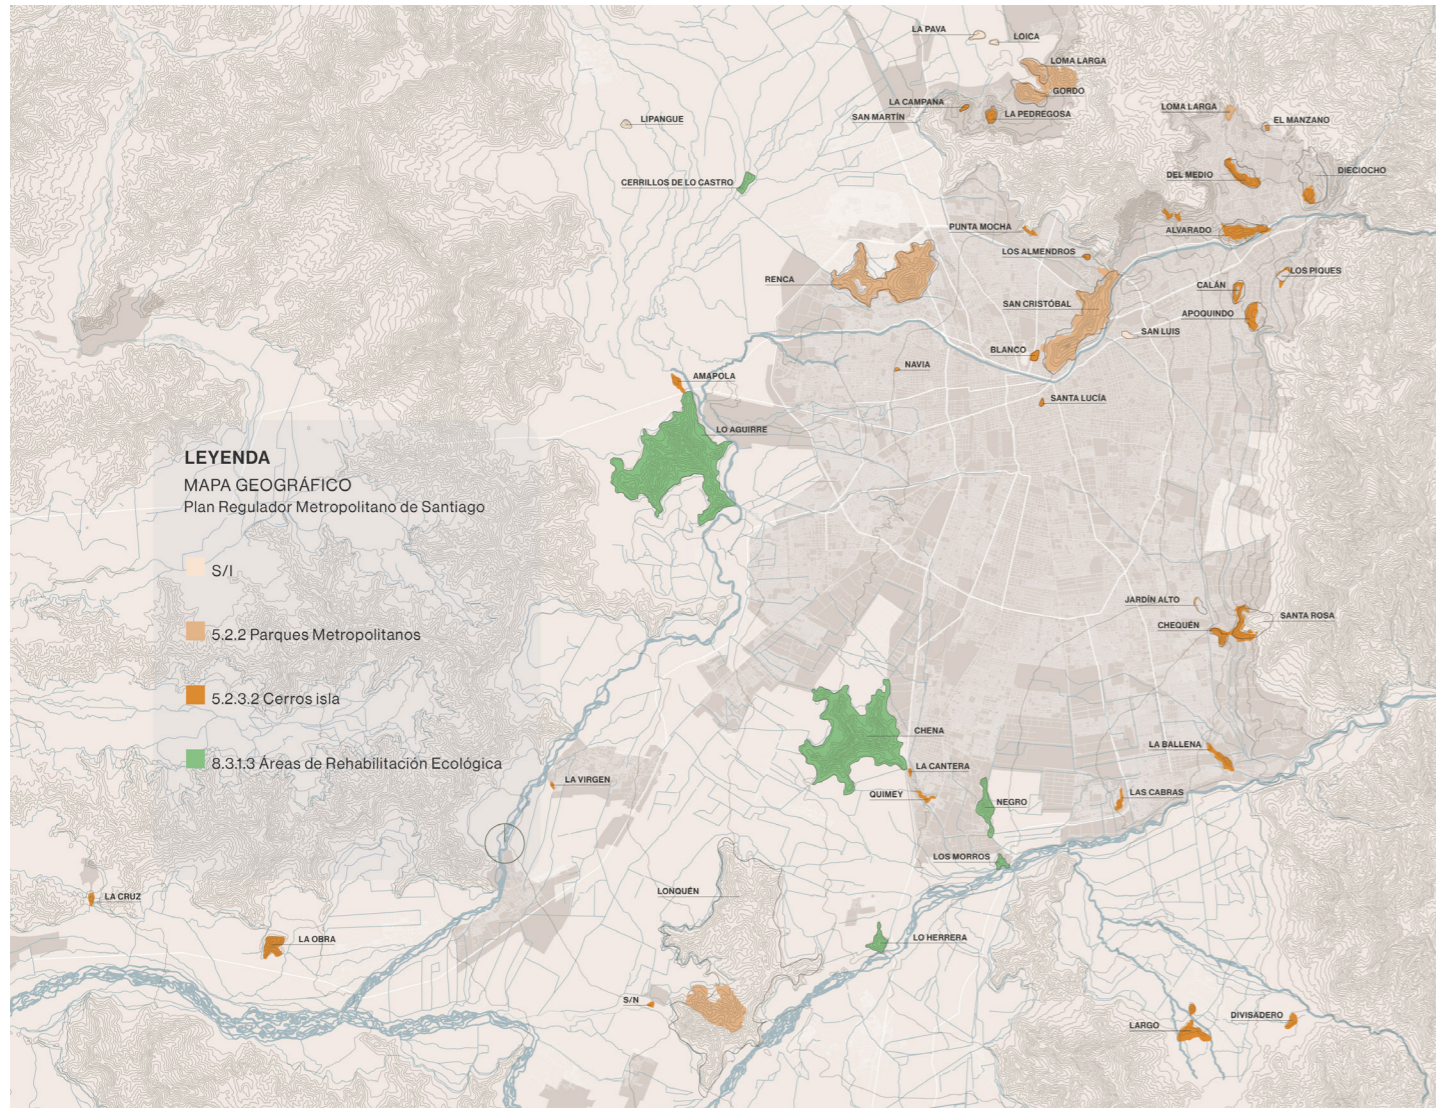 LA PAVA
LOICA
LOMA LARGA
GORDO
LA CAMPAÑA
LA PEDREGOSA
SAN MARTÍN
LOMA LARGA
EL MANZANO
LIPANGUE
DEL MEDIO
DIECIOCHO
CERRILLOS DE LO CASTRO
PUNTA MOCHA
ALVARADO
LOS ALMENDROS
RENCA
LOS PIQUES
CALÁN
SAN CRISTÓBAL
APOQUINDO
SAN LUIS
BLANCO
NAVIA
AMAPOLA
SANTA LUCÍA
LO AGUIRRE
LEYENDA
MAPA GEOGRÁFICO
Plan Regulador Metropolitano de Santiago
S/I
5.2.2 Parques Metropolitanos
5.2.3.2 Cerros isla
8.3.1.3 Áreas de Rehabilitación Ecológica
JARDÍN ALTO
SANTA ROSA
CHEQUÉN
CHENA
LA BALLENA
LA CANTERA
LA VIRGEN
QUIMEY
LAS CABRAS
NEGRO
LOS MORROS
LONQUÉN
LA CRUZ
LA OBRA
LO HERRERA
S/N
DIVISADERO
LARGO